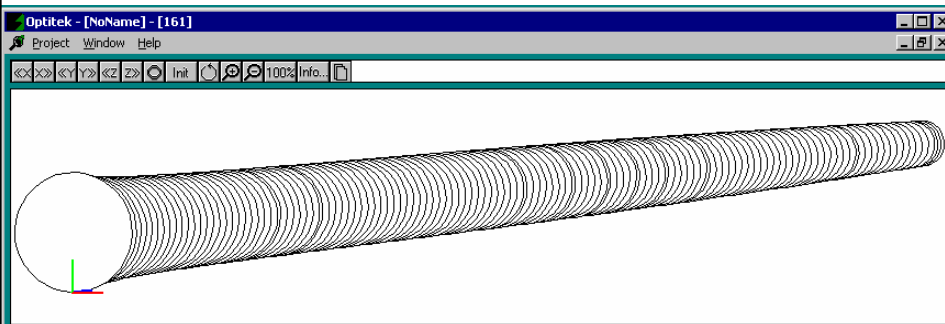 Optitek - [NoName] - [161]
Project Window Help
«X X» «Y Y» «Z Z» Init 100% Info...